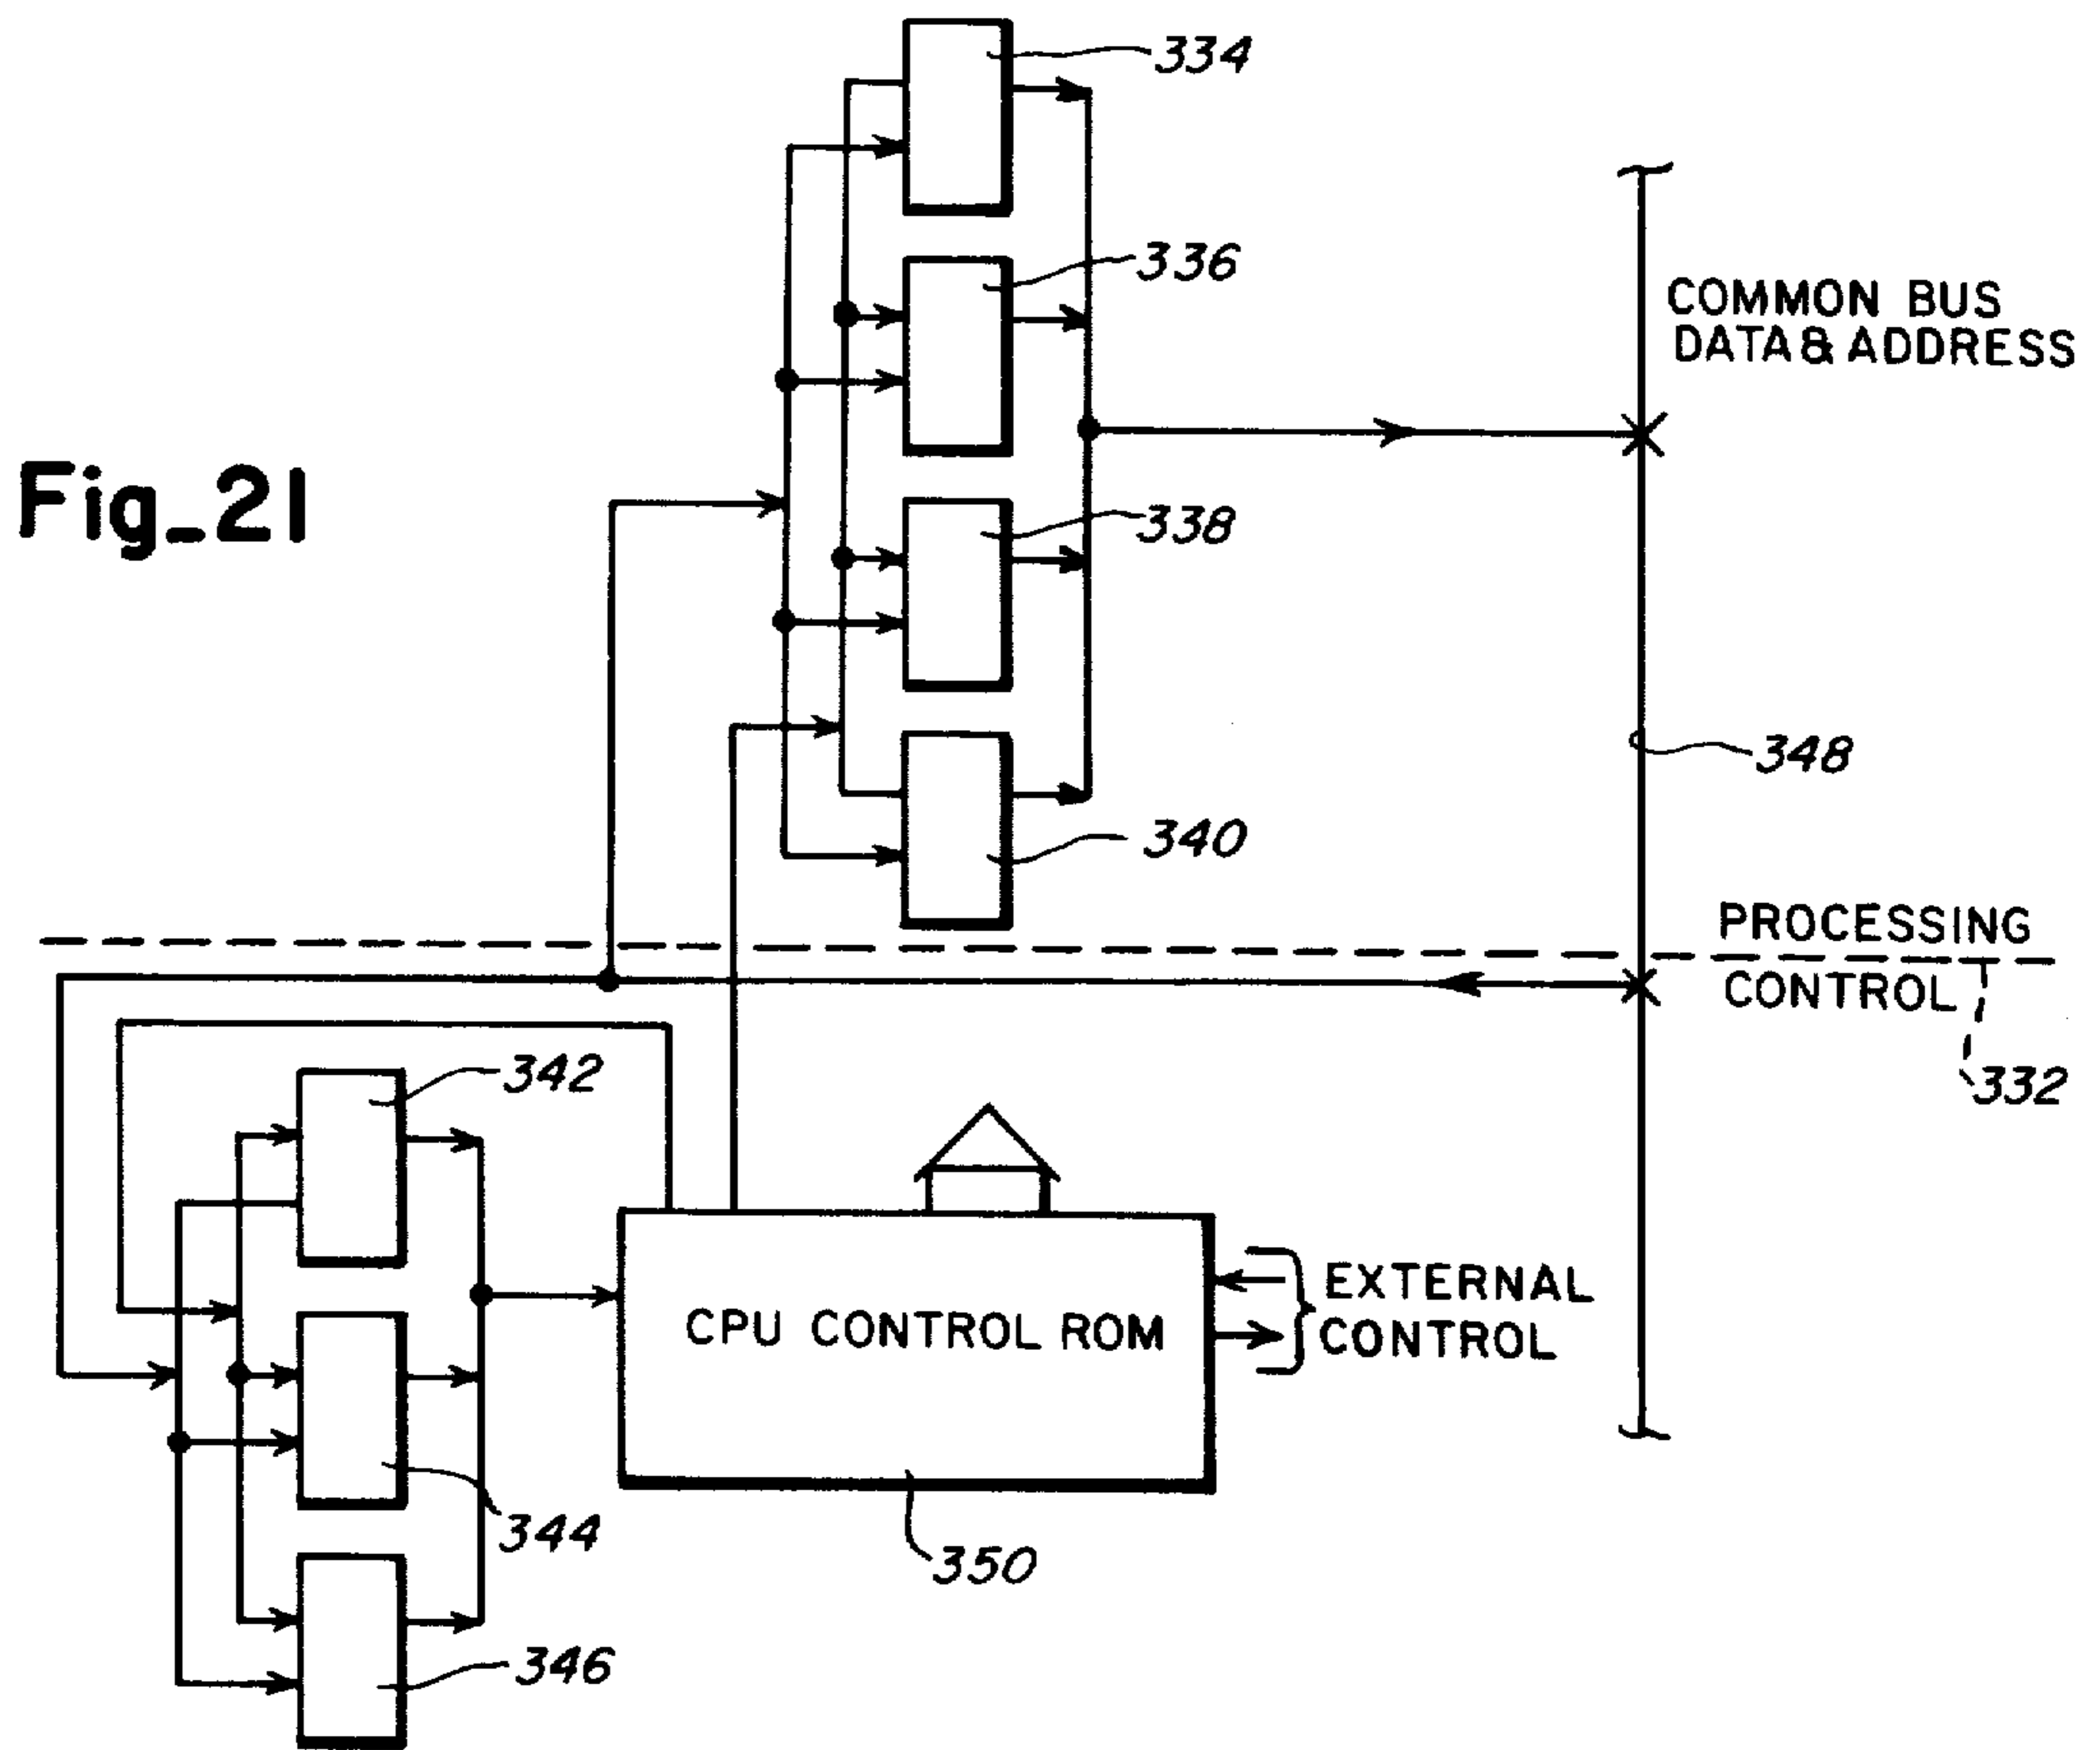 334
336
COMMON BUS
DATA & ADDRESS
Fig_21
338
348
340
PROCESSING
CONTROL
332
342
EXTERNAL
CONTROL
CPU CONTROL ROM
344
350
346